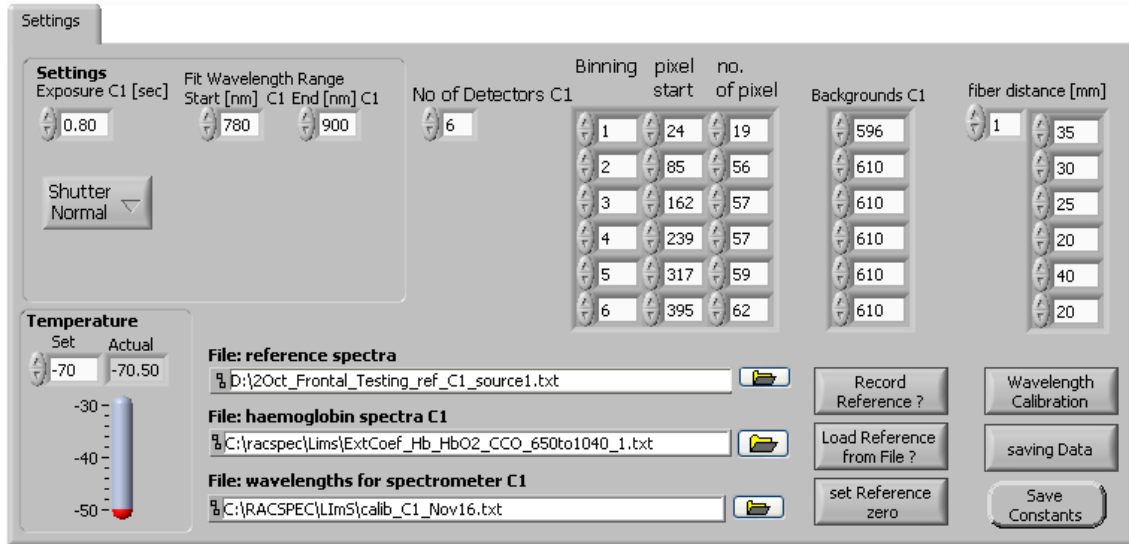 Settings
Settings
Exposure C1 [sec]
0.80
Fit Wavelength Range
Start [nm] C1 End [nm] C1
780 900
No of Detectors C1
6
Shutter
Normal
Binning pixel start no. of pixel
1 24 19
2 85 56
3 162 57
4 239 57
5 317 59
6 395 62
Backgrounds C1
596
610
610
610
610
610
fiber distance [mm]
1 35
30
25
20
40
20
Temperature
Set Actual
-70 -70.50
-30
-40
-50
File: reference spectra
D:\2Oct_Frontal_Testing_ref_C1_source1.txt
File: haemoglobin spectra C1
C:\racspec\Lims\ExtCoef_Hb_HbO2_CCO_650to1040_1.txt
File: wavelengths for spectrometer C1
C:\RACSPEC\LImS\calib_C1_Nov16.txt
Record
Reference ?
Load Reference
from File ?
set Reference
zero
Wavelength
Calibration
saving Data
Save
Constants